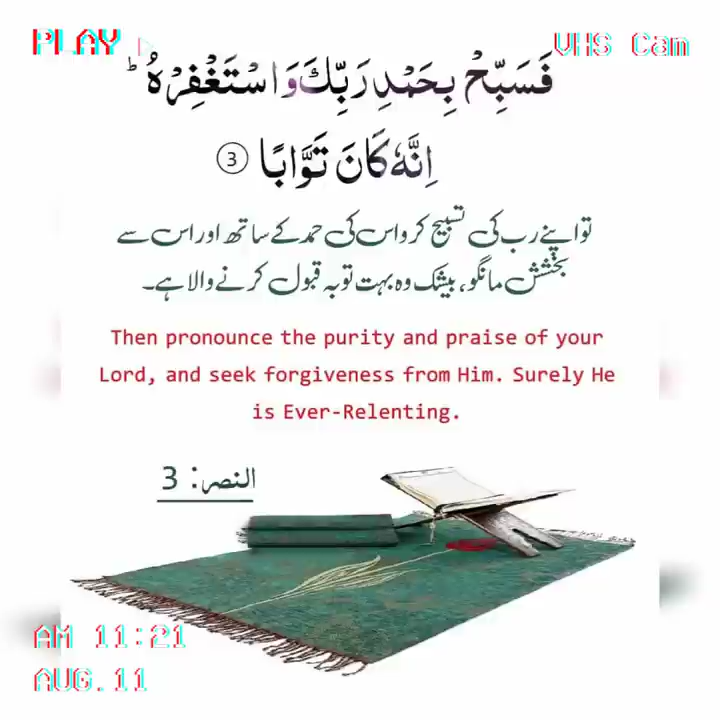 PLAY
VHS Cam
فَسَبِّحْ بِحَمْدِ رَبِّكَ وَاسْتَغْفِرْهُ ؕ
اِنَّهٗ كَانَ تَوَّابًا ③
تو اپنے رب کی تسبیح کرو اس کی حمد کے ساتھ اور اس سے
بخشش مانگو، بیشک وہ بہت توبہ قبول کرنے والا ہے۔
Then pronounce the purity and praise of your
Lord, and seek forgiveness from Him. Surely He
is Ever-Relenting.
النصر: 3
AM 11:21
AUG.11